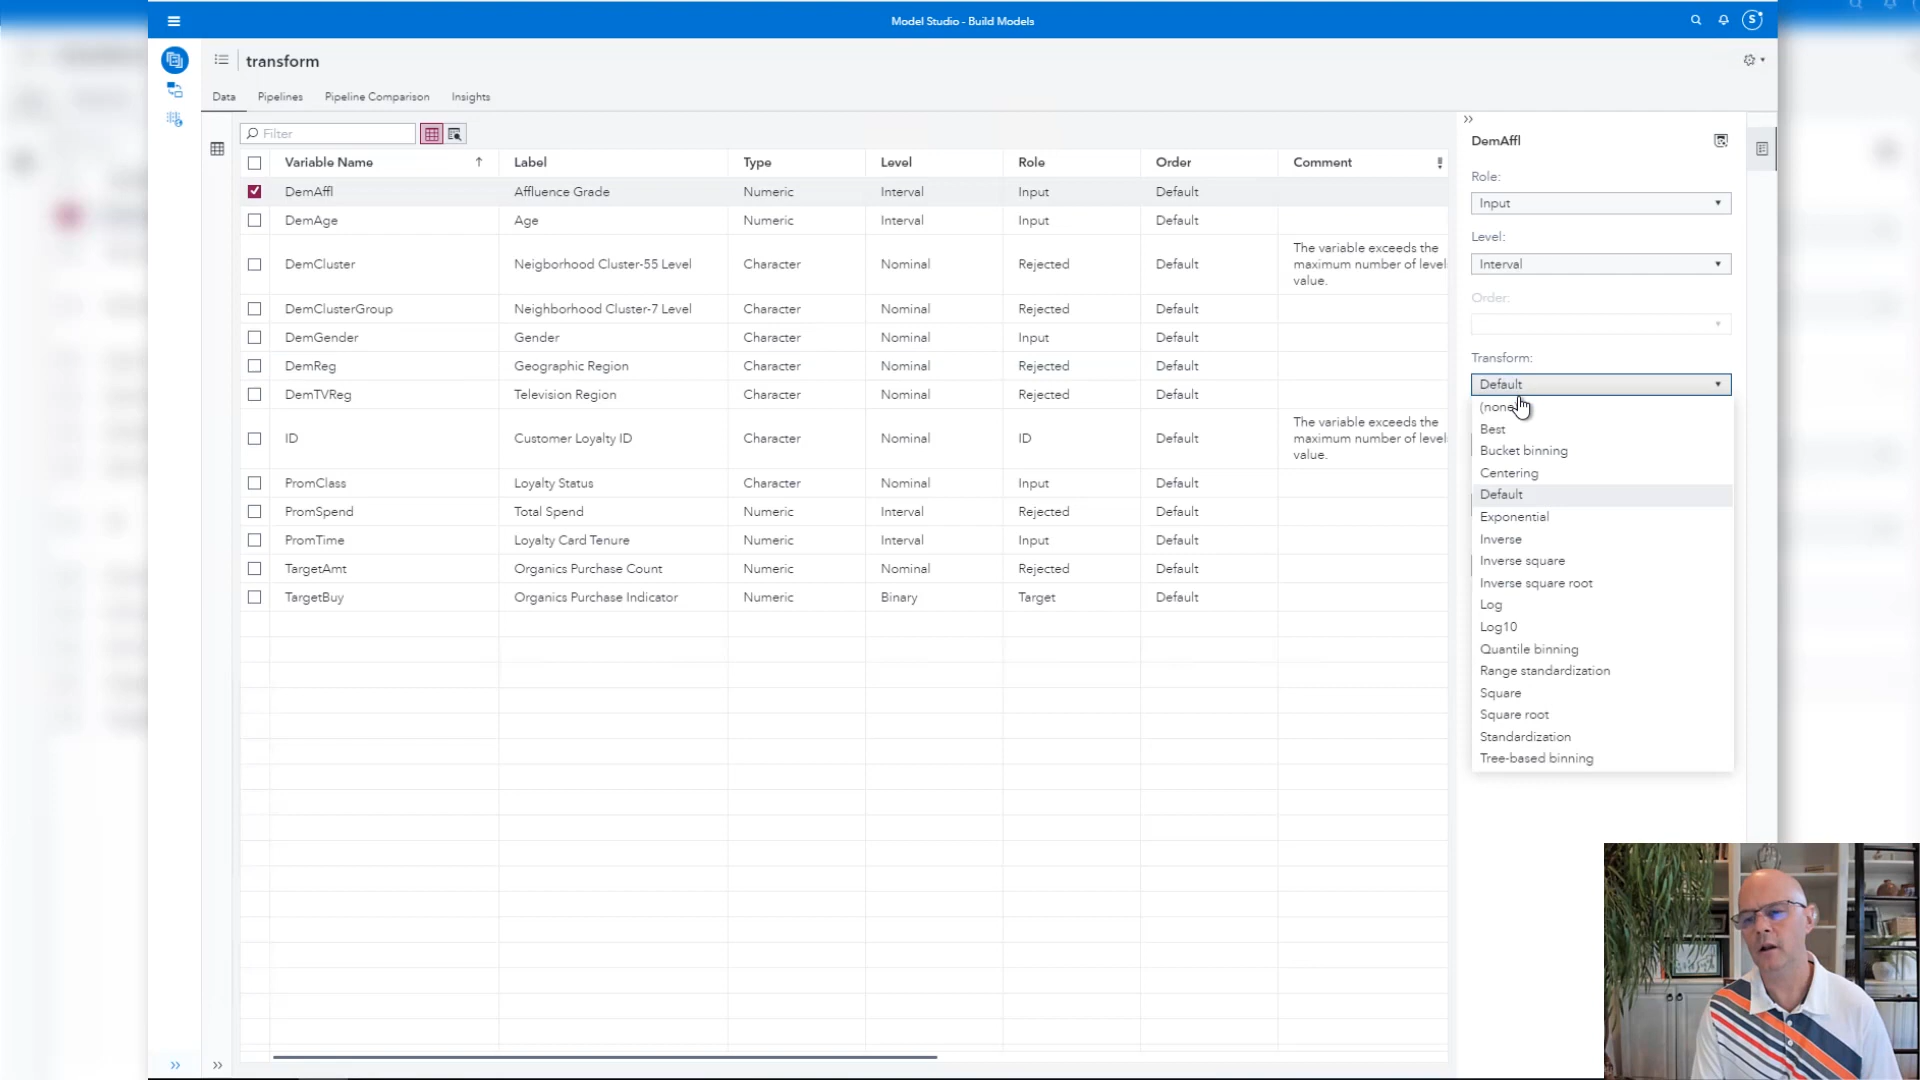 Model Studio - Build Models
S
transform
Data Pipelines Pipeline Comparison Insights
Filter
Variable Name Label Type Level Role Order Comment
DemAffl Affluence Grade Numeric Interval Input Default
DemAge Age Numeric Interval Input Default
DemCluster Neigborhood Cluster-55 Level Character Nominal Rejected Default The variable exceeds the
maximum number of level
value.
DemClusterGroup Neighborhood Cluster-7 Level Character Nominal Rejected Default
DemGender Gender Character Nominal Input Default
DemReg Geographic Region Character Nominal Rejected Default
DemTVReg Television Region Character Nominal Rejected Default
ID Customer Loyalty ID Character Nominal ID Default The variable exceeds the
maximum number of level
value.
PromClass Loyalty Status Character Nominal Input Default
PromSpend Total Spend Numeric Interval Rejected Default
PromTime Loyalty Card Tenure Numeric Interval Input Default
TargetAmt Organics Purchase Count Numeric Nominal Rejected Default
TargetBuy Organics Purchase Indicator Numeric Binary Target Default
DemAffl
Role:
Input
Level:
Interval
Order:
Transform:
Default
(none)
Best
Bucket binning
Centering
Default
Exponential
Inverse
Inverse square
Inverse square root
Log
Log10
Quantile binning
Range standardization
Square
Square root
Standardization
Tree-based binning